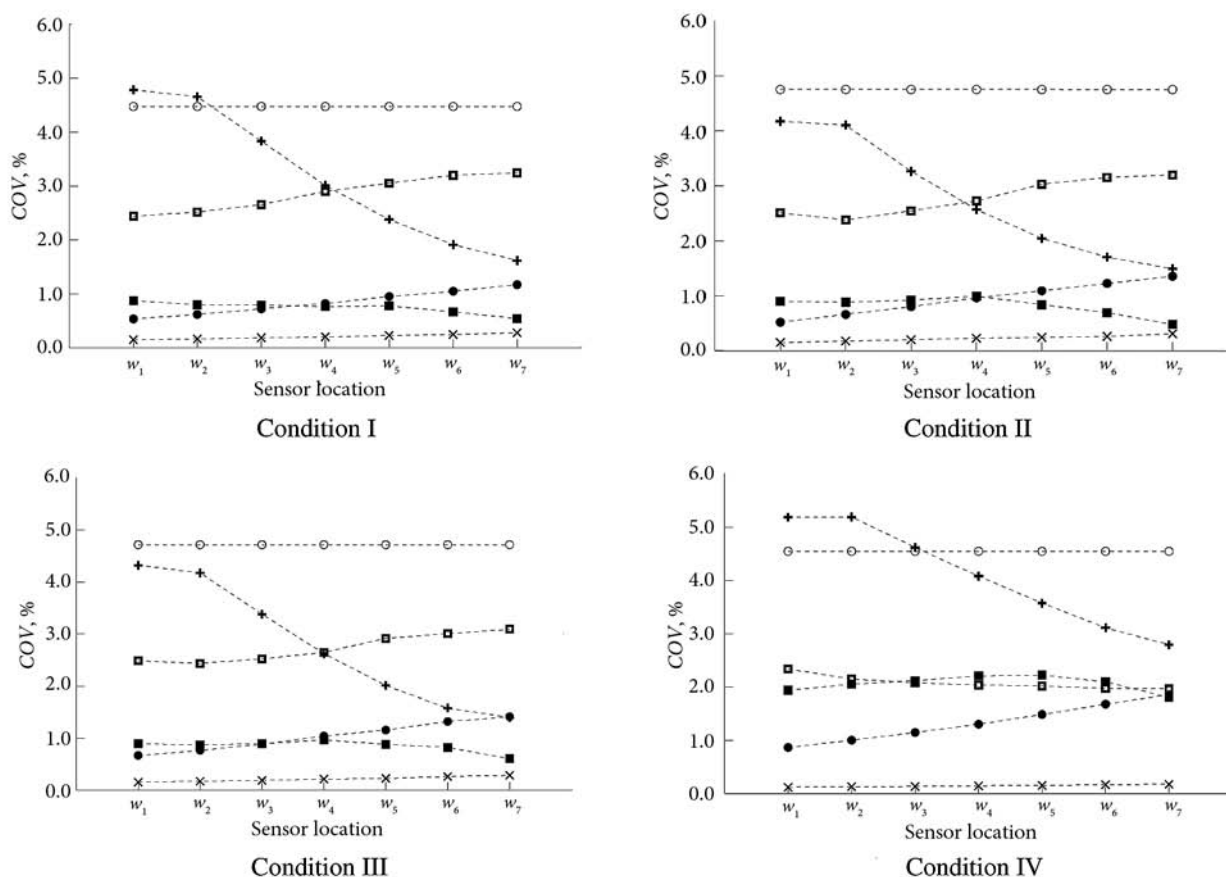 6.0
5.0
4.0
3.0
2.0
1.0
0.0
COV, %
w1 w2 w3 w4 w5 w6 w7
Sensor location
Condition I
6.0
5.0
4.0
3.0
2.0
1.0
0.0
COV, %
w1 w2 w3 w4 w5 w6 w7
Sensor location
Condition II
6.0
5.0
4.0
3.0
2.0
1.0
0.0
COV, %
w1 w2 w3 w4 w5 w6 w7
Sensor location
Condition III
6.0
5.0
4.0
3.0
2.0
1.0
0.0
COV, %
w1 w2 w3 w4 w5 w6 w7
Sensor location
Condition IV